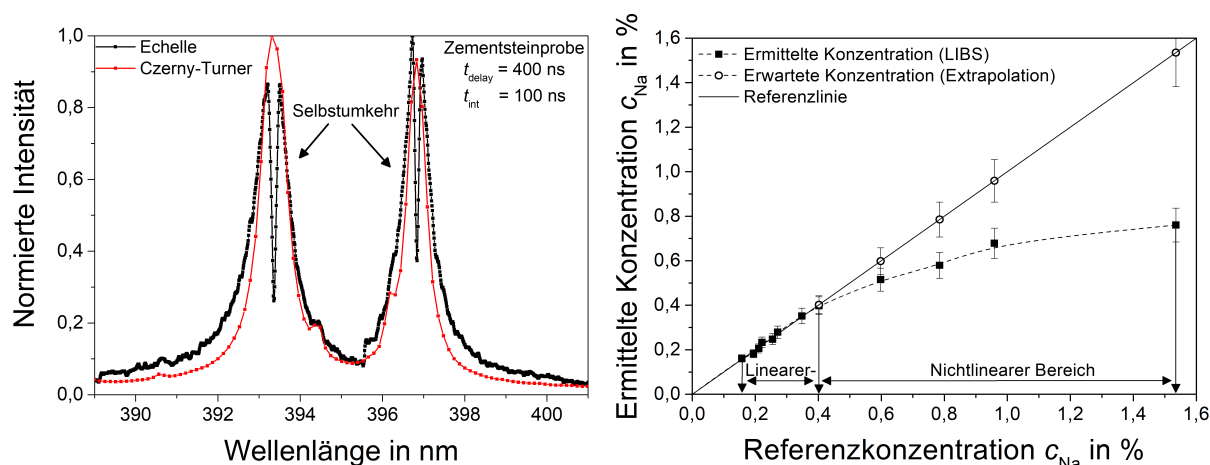 Normierte Intensität
1,0
0,8
0,6
0,4
0,2
0,0
Echelle
Czerny-Turner
Zementsteinprobe
tdelay = 400 ns
tint = 100 ns
Selbstumkehr
390 392 394 396 398 400
Wellenlänge in nm
Ermittelte Konzentration cNa in %
1,6
1,4
1,2
1,0
0,8
0,6
0,4
0,2
0,0
Ermittelte Konzentration (LIBS)
Erwartete Konzentration (Extrapolation)
Referenzlinie
Linearer-
Nichtlinearer Bereich
0,0 0,2 0,4 0,6 0,8 1,0 1,2 1,4 1,6
Referenzkonzentration cNa in %